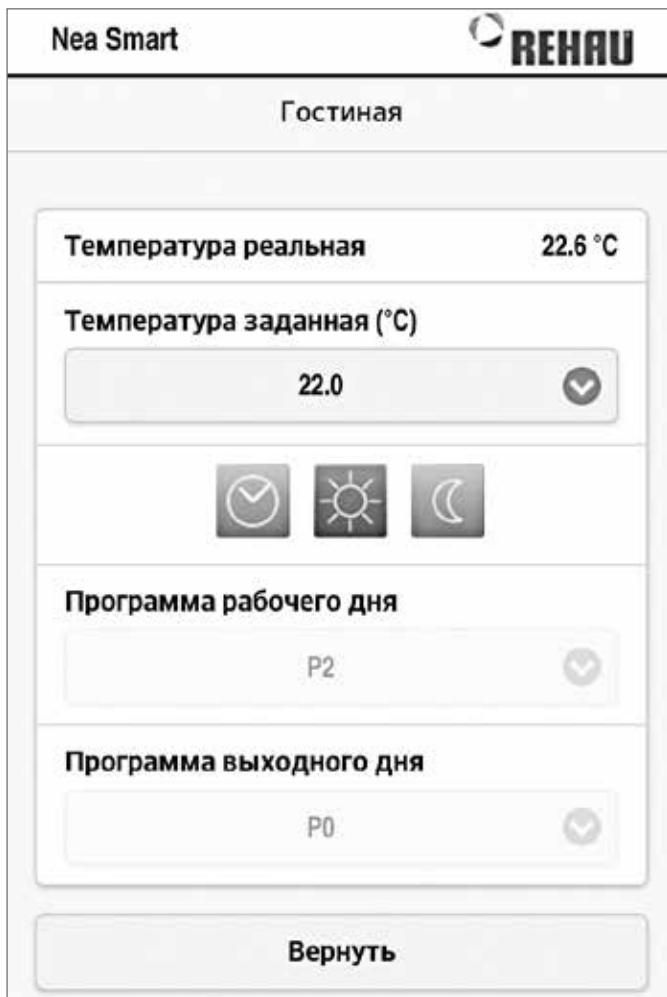 Nea Smart
REHAU
Гостиная
Температура реальная 22.6 °C
Температура заданная (°C)
22.0
Программа рабочего дня
P2
Программа выходного дня
P0
Вернуть